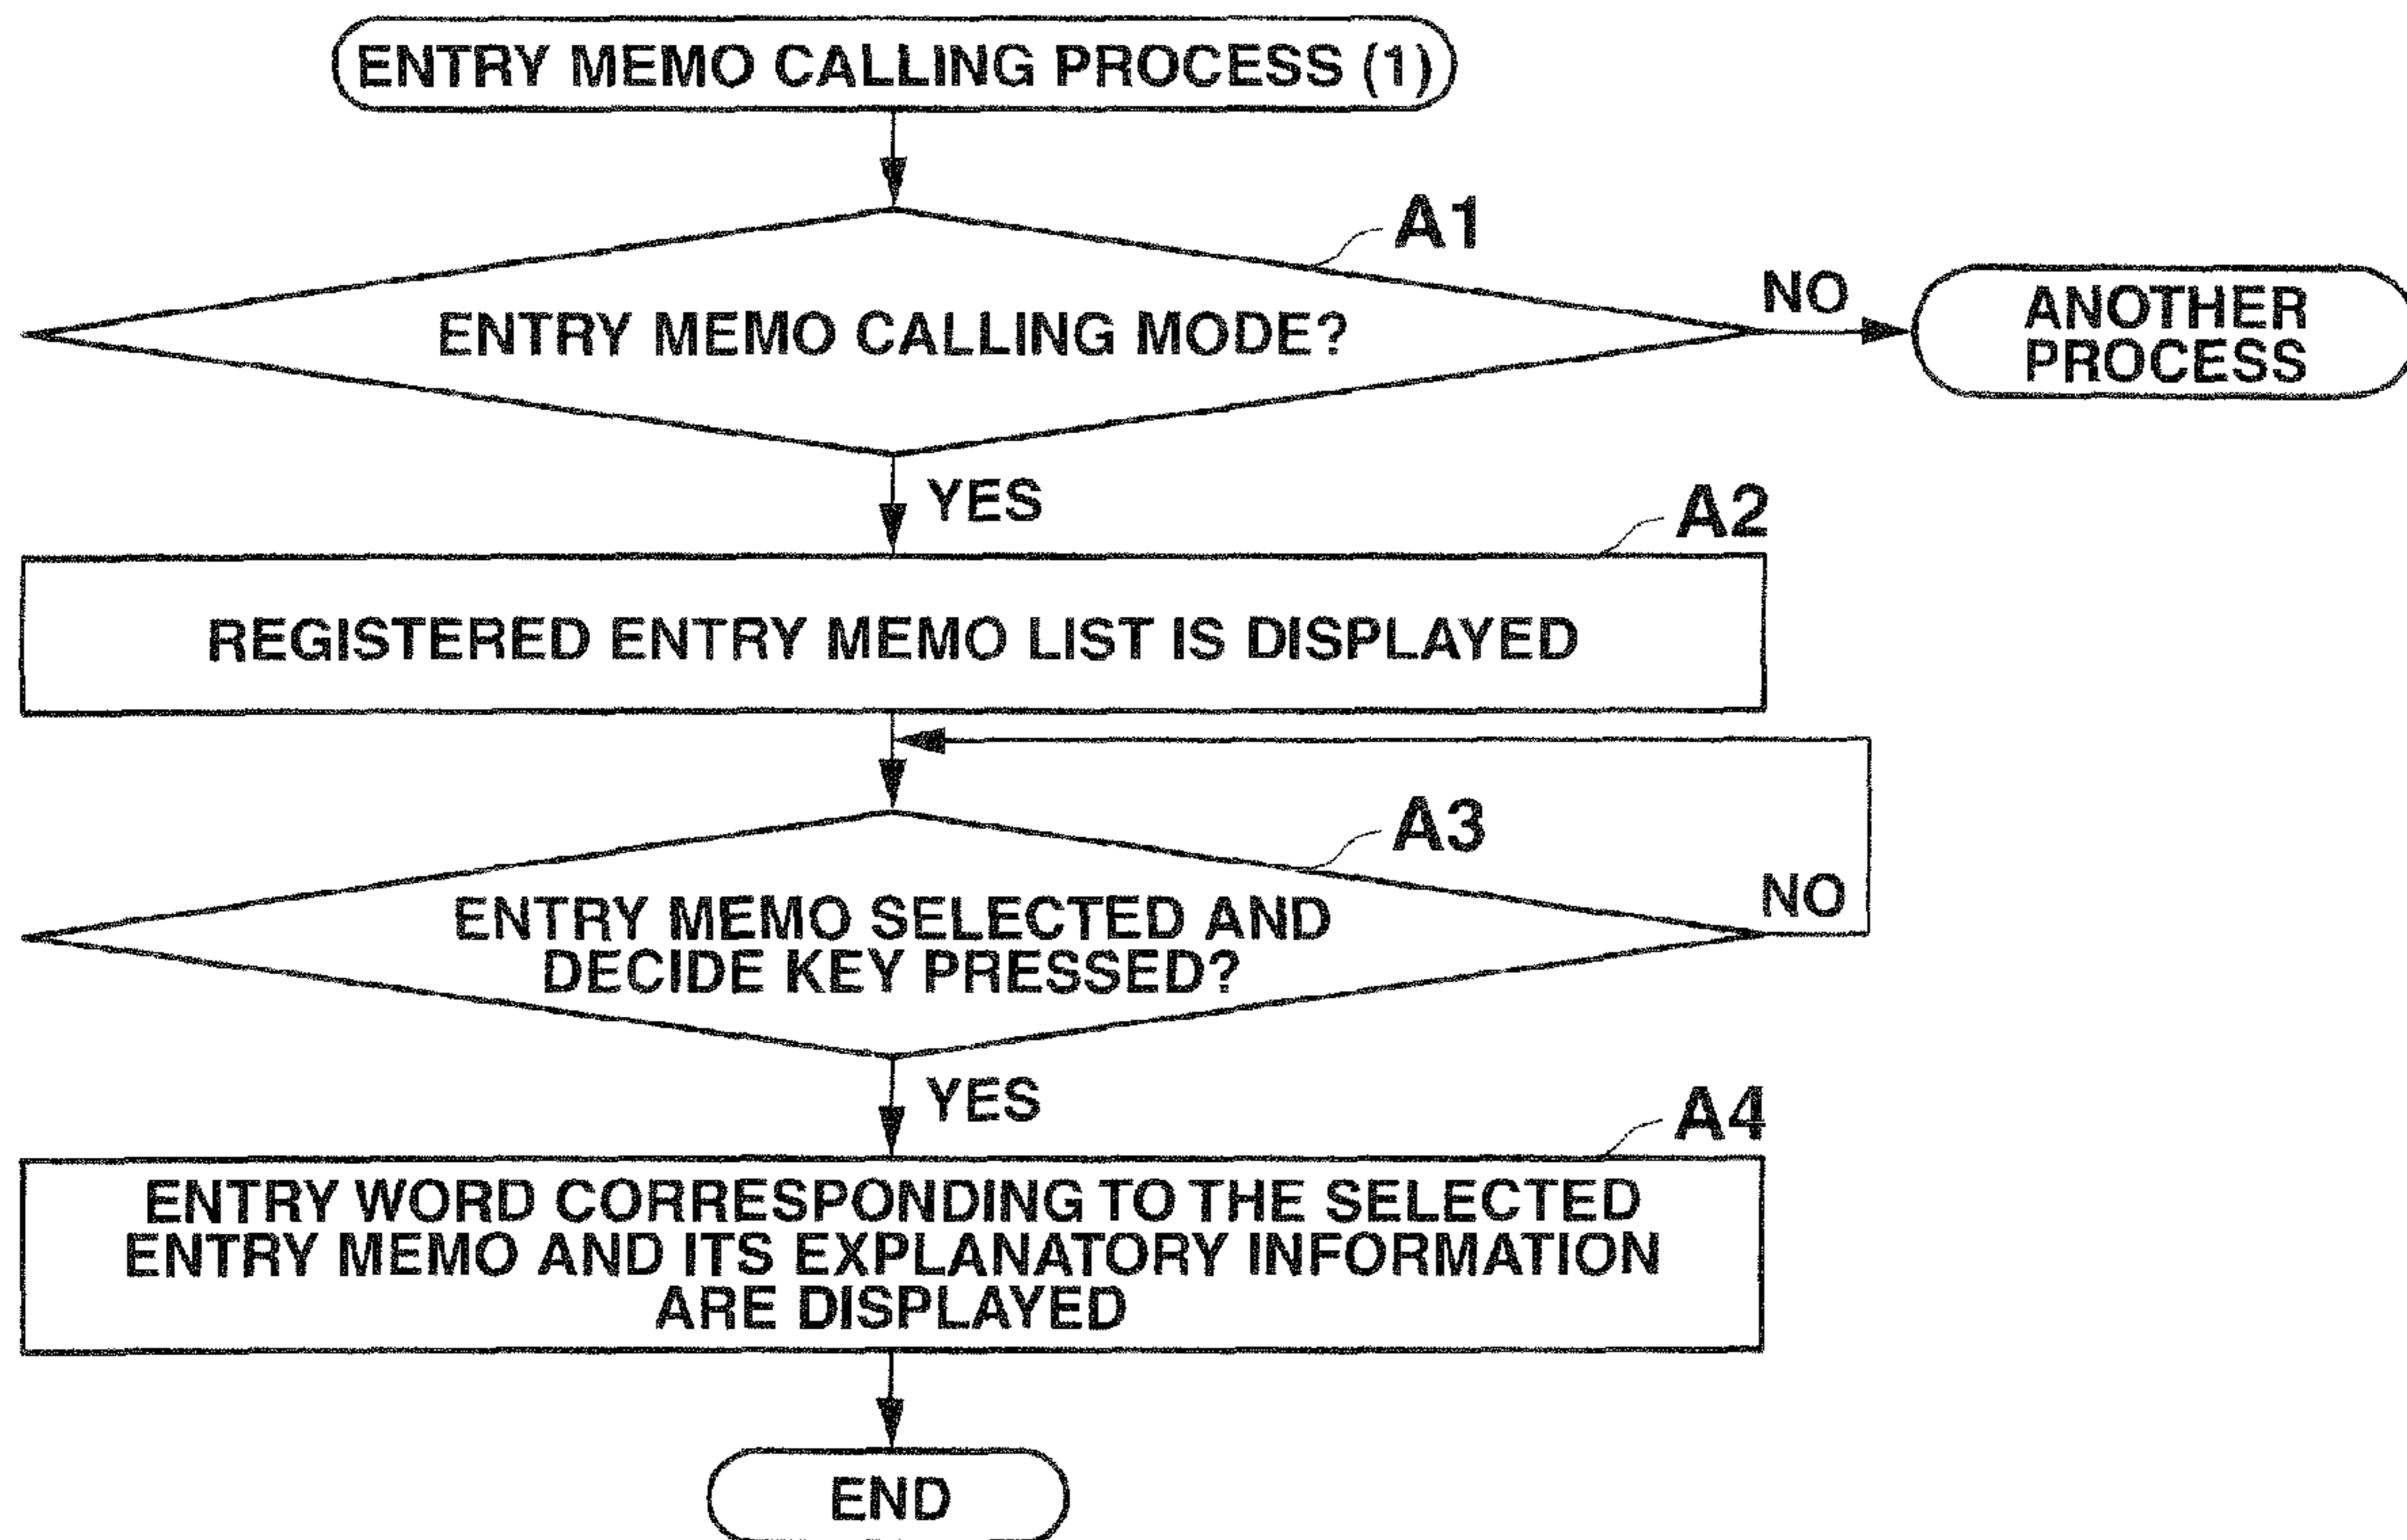 ENTRY MEMO CALLING PROCESS (1)
A1
ENTRY MEMO CALLING MODE?
NO
ANOTHER
PROCESS
YES
A2
REGISTERED ENTRY MEMO LIST IS DISPLAYED
A3
ENTRY MEMO SELECTED AND
DECIDE KEY PRESSED?
NO
YES
A4
ENTRY WORD CORRESPONDING TO THE SELECTED
ENTRY MEMO AND ITS EXPLANATORY INFORMATION
ARE DISPLAYED
END